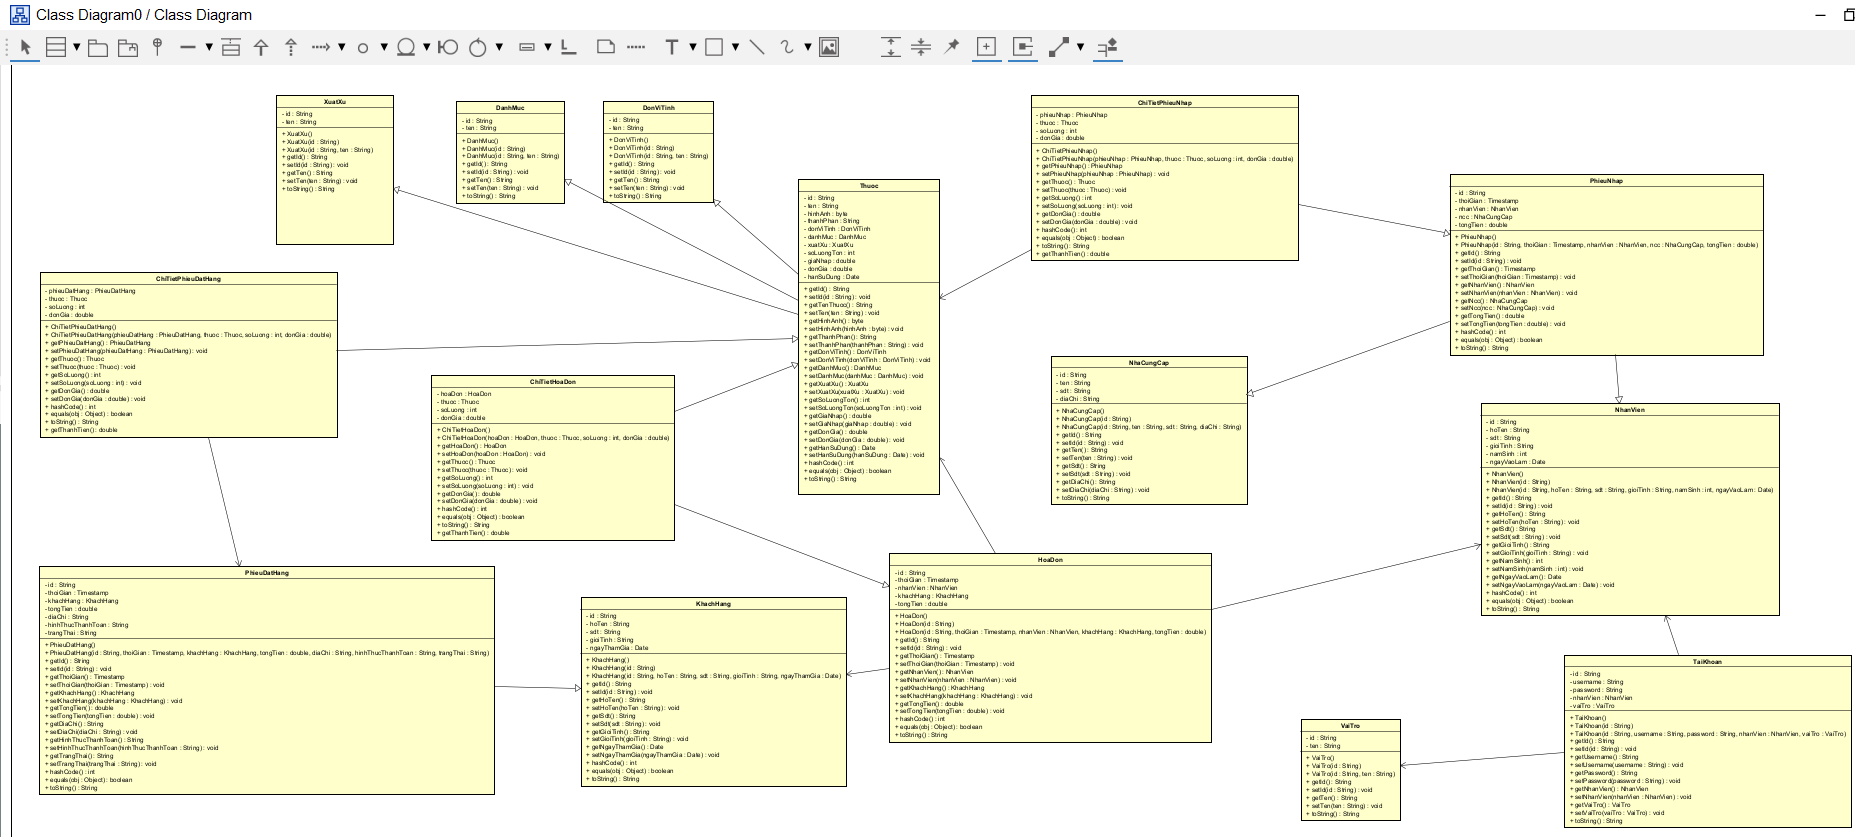 Class Diagram0 / Class Diagram
XuatXu
- id : String
- ten : String
+ XuatXu()
+ XuatXu(id : String)
+ XuatXu(id : String, ten : String)
+ getId() : String
+ setId(id : String) : void
+ getTen() : String
+ setTen(ten : String) : void
+ toString() : String
DanhMuc
- id : String
- ten : String
+ DanhMuc()
+ DanhMuc(id : String)
+ DanhMuc(id : String, ten : String)
+ getId() : String
+ setId(id : String) : void
+ getTen() : String
+ setTen(ten : String) : void
+ toString() : String
DonViTinh
- id : String
- ten : String
+ DonViTinh()
+ DonViTinh(id : String)
+ DonViTinh(id : String, ten : String)
+ getId() : String
+ setId(id : String) : void
+ getTen() : String
+ setTen(ten : String) : void
+ toString() : String
Thuoc
- id : String
- ten : String
- hinhAnh : byte
- thanhPhan : String
- donViTinh : DonViTinh
- danhMuc : DanhMuc
- xuatXu : XuatXu
- soLuongTon : int
- giaNhap : double
- donGia : double
- hanSuDung : Date
+ getId() : String
+ setId(id : String) : void
+ getTenThuoc() : String
+ setTen(ten : String) : void
+ getHinhAnh() : byte
+ setHinhAnh(hinhAnh : byte) : void
+ getThanhPhan() : String
+ setThanhPhan(thanhPhan : String) : void
+ getDonViTinh() : DonViTinh
+ setDonViTinh(donViTinh : DonViTinh) : void
+ getDanhMuc() : DanhMuc
+ setDanhMuc(danhMuc : DanhMuc) : void
+ getXuatXu() : XuatXu
+ setXuatXu(xuatXu : XuatXu) : void
+ getSoLuongTon() : int
+ setSoLuongTon(soLuongTon : int) : void
+ getGiaNhap() : double
+ setGiaNhap(giaNhap : double) : void
+ getDonGia() : double
+ setDonGia(donGia : double) : void
+ getHanSuDung() : Date
+ setHanSuDung(hanSuDung : Date) : void
+ hashCode() : int
+ equals(obj : Object) : boolean
+ toString() : String
ChiTietPhieuNhap
- phieuNhap : PhieuNhap
- thuoc : Thuoc
- soLuong : int
- donGia : double
+ ChiTietPhieuNhap()
+ ChiTietPhieuNhap(phieuNhap : PhieuNhap, thuoc : Thuoc, soLuong : int, donGia : double)
+ getPhieuNhap() : PhieuNhap
+ setPhieuNhap(phieuNhap : PhieuNhap) : void
+ getThuoc() : Thuoc
+ setThuoc(thuoc : Thuoc) : void
+ getSoLuong() : int
+ setSoLuong(soLuong : int) : void
+ getDonGia() : double
+ setDonGia(donGia : double) : void
+ hashCode() : int
+ equals(obj : Object) : boolean
+ toString() : String
+ getThanhTien() : double
PhieuNhap
- id : String
- thoiGian : Timestamp
- nhanVien : NhanVien
- ncc : NhaCungCap
- tongTien : double
+ PhieuNhap()
+ PhieuNhap(id : String, thoiGian : Timestamp, nhanVien : NhanVien, ncc : NhaCungCap, tongTien : double)
+ getId() : String
+ setId(id : String) : void
+ getThoiGian() : Timestamp
+ setThoiGian(thoiGian : Timestamp) : void
+ getNhanVien() : NhanVien
+ setNhanVien(nhanVien : NhanVien) : void
+ getNcc() : NhaCungCap
+ setNcc(ncc : NhaCungCap) : void
+ getTongTien() : double
+ setTongTien(tongTien : double) : void
+ hashCode() : int
+ equals(obj : Object) : boolean
+ toString() : String
ChiTietPhieuDatHang
- phieuDatHang : PhieuDatHang
- thuoc : Thuoc
- soLuong : int
- donGia : double
+ ChiTietPhieuDatHang()
+ ChiTietPhieuDatHang(phieuDatHang : PhieuDatHang, thuoc : Thuoc, soLuong : int, donGia : double)
+ getPhieuDatHang() : PhieuDatHang
+ setPhieuDatHang(phieuDatHang : PhieuDatHang) : void
+ getThuoc() : Thuoc
+ setThuoc(thuoc : Thuoc) : void
+ getSoLuong() : int
+ setSoLuong(soLuong : int) : void
+ getDonGia() : double
+ setDonGia(donGia : double) : void
+ hashCode() : int
+ equals(obj : Object) : boolean
+ toString() : String
+ getThanhTien() : double
ChiTietHoaDon
- hoaDon : HoaDon
- thuoc : Thuoc
- soLuong : int
- donGia : double
+ ChiTietHoaDon()
+ ChiTietHoaDon(hoaDon : HoaDon, thuoc : Thuoc, soLuong : int, donGia : double)
+ getHoaDon() : HoaDon
+ setHoaDon(hoaDon : HoaDon) : void
+ getThuoc() : Thuoc
+ setThuoc(thuoc : Thuoc) : void
+ getSoLuong() : int
+ setSoLuong(soLuong : int) : void
+ getDonGia() : double
+ setDonGia(donGia : double) : void
+ hashCode() : int
+ equals(obj : Object) : boolean
+ toString() : String
+ getThanhTien() : double
NhaCungCap
- id : String
- ten : String
- sdt : String
- diaChi : String
+ NhaCungCap()
+ NhaCungCap(id : String)
+ NhaCungCap(id : String, ten : String, sdt : String, diaChi : String)
+ getId() : String
+ setId(id : String) : void
+ getTen() : String
+ setTen(ten : String) : void
+ getSdt() : String
+ setSdt(sdt : String) : void
+ getDiaChi() : String
+ setDiaChi(diaChi : String) : void
+ toString() : String
NhanVien
- id : String
- hoTen : String
- sdt : String
- gioiTinh : String
- namSinh : int
- ngayVaoLam : Date
+ NhanVien()
+ NhanVien(id : String)
+ NhanVien(id : String, hoTen : String, sdt : String, gioiTinh : String, namSinh : int, ngayVaoLam : Date)
+ getId() : String
+ setId(id : String) : void
+ getHoTen() : String
+ setHoTen(hoTen : String) : void
+ getSdt() : String
+ setSdt(sdt : String) : void
+ getGioiTinh() : String
+ setGioiTinh(gioiTinh : String) : void
+ getNamSinh() : int
+ setNamSinh(namSinh : int) : void
+ getNgayVaoLam() : Date
+ setNgayVaoLam(ngayVaoLam : Date) : void
+ hashCode() : int
+ equals(obj : Object) : boolean
+ toString() : String
PhieuDatHang
- id : String
- thoiGian : Timestamp
- khachHang : KhachHang
- tongTien : double
- diaChi : String
- hinhThucThanhToan : String
- trangThai : String
+ PhieuDatHang()
+ PhieuDatHang(id : String, thoiGian : Timestamp, khachHang : KhachHang, tongTien : double, diaChi : String, hinhThucThanhToan : String, trangThai : String)
+ getId() : String
+ setId(id : String) : void
+ getThoiGian() : Timestamp
+ setThoiGian(thoiGian : Timestamp) : void
+ getKhachHang() : KhachHang
+ setKhachHang(khachHang : KhachHang) : void
+ getTongTien() : double
+ setTongTien(tongTien : double) : void
+ getDiaChi() : String
+ setDiaChi(diaChi : String) : void
+ getHinhThucThanhToan() : String
+ setHinhThucThanhToan(hinhThucThanhToan : String) : void
+ getTrangThai() : String
+ setTrangThai(trangThai : String) : void
+ hashCode() : int
+ equals(obj : Object) : boolean
+ toString() : String
KhachHang
- id : String
- hoTen : String
- sdt : String
- gioiTinh : String
- ngayThamGia : Date
+ KhachHang()
+ KhachHang(id : String)
+ KhachHang(id : String, hoTen : String, sdt : String, gioiTinh : String, ngayThamGia : Date)
+ getId() : String
+ setId(id : String) : void
+ getHoTen() : String
+ setHoTen(hoTen : String) : void
+ getSdt() : String
+ setSdt(sdt : String) : void
+ getGioiTinh() : String
+ setGioiTinh(gioiTinh : String) : void
+ getNgayThamGia() : Date
+ setNgayThamGia(ngayThamGia : Date) : void
+ hashCode() : int
+ equals(obj : Object) : boolean
+ toString() : String
HoaDon
- id : String
- thoiGian : Timestamp
- nhanVien : NhanVien
- khachHang : KhachHang
- tongTien : double
+ HoaDon()
+ HoaDon(id : String)
+ HoaDon(id : String, thoiGian : Timestamp, nhanVien : NhanVien, khachHang : KhachHang, tongTien : double)
+ getId() : String
+ setId(id : String) : void
+ getThoiGian() : Timestamp
+ setThoiGian(thoiGian : Timestamp) : void
+ getNhanVien() : NhanVien
+ setNhanVien(nhanVien : NhanVien) : void
+ getKhachHang() : KhachHang
+ setKhachHang(khachHang : KhachHang) : void
+ getTongTien() : double
+ setTongTien(tongTien : double) : void
+ hashCode() : int
+ equals(obj : Object) : boolean
+ toString() : String
VaiTro
- id : String
- ten : String
+ VaiTro()
+ VaiTro(id : String)
+ VaiTro(id : String, ten : String)
+ getId() : String
+ setId(id : String) : void
+ getTen() : String
+ setTen(ten : String) : void
+ toString() : String
TaiKhoan
- id : String
- username : String
- password : String
- nhanVien : NhanVien
- vaiTro : VaiTro
+ TaiKhoan()
+ TaiKhoan(id : String)
+ TaiKhoan(id : String, username : String, password : String, nhanVien : NhanVien, vaiTro : VaiTro)
+ getId() : String
+ setId(id : String) : void
+ getUsername() : String
+ setUsername(username : String) : void
+ getPassword() : String
+ setPassword(password : String) : void
+ getNhanVien() : NhanVien
+ setNhanVien(nhanVien : NhanVien) : void
+ getVaiTro() : VaiTro
+ setVaiTro(vaiTro : VaiTro) : void
+ toString() : String